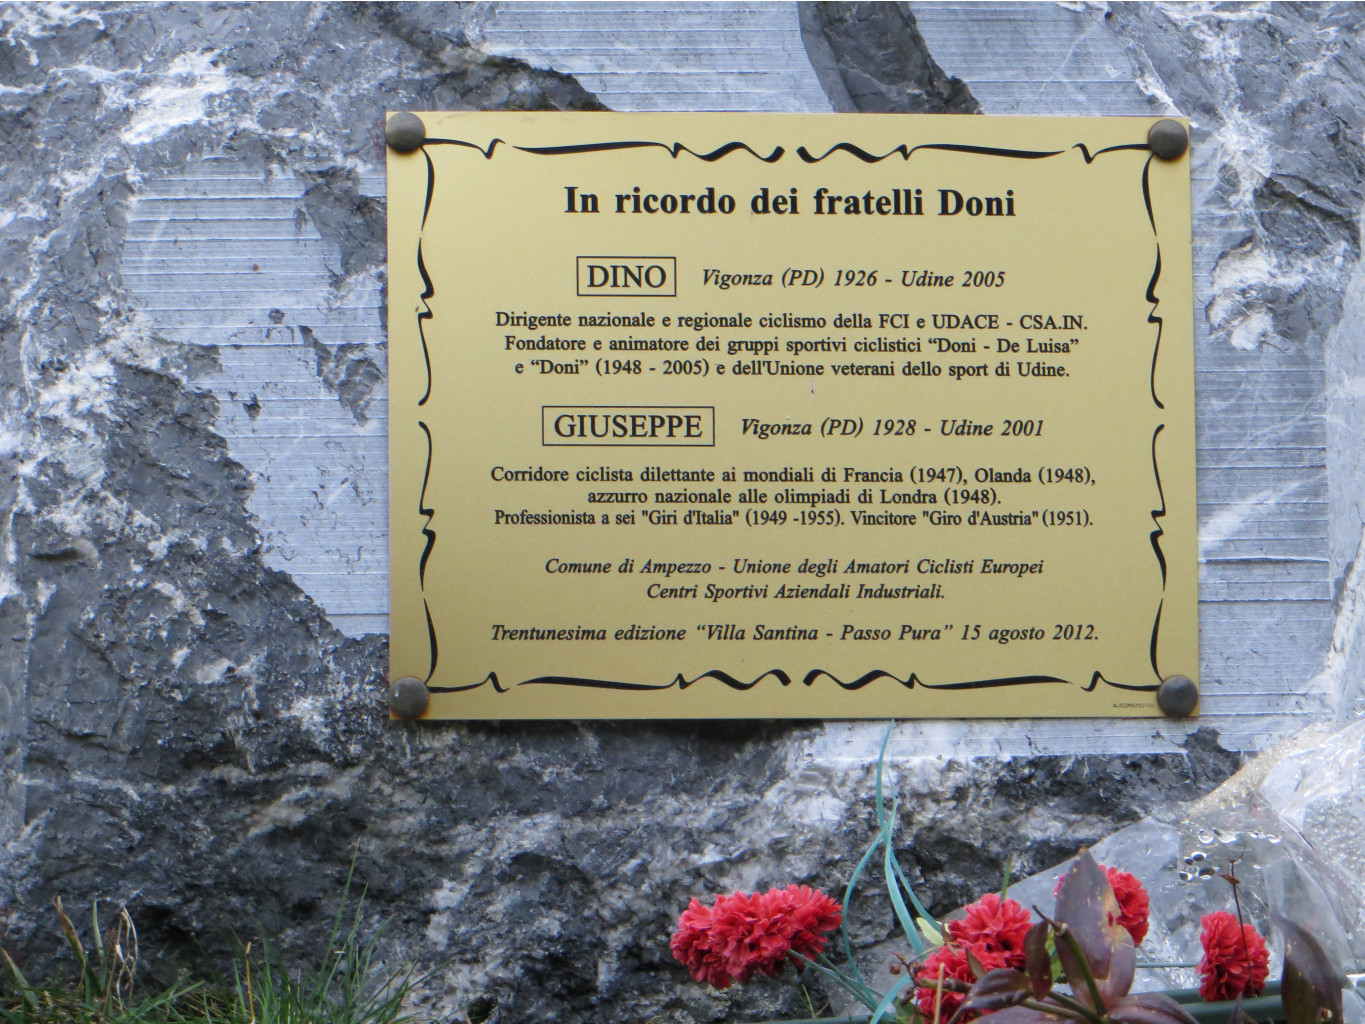 In ricordo dei fratelli Doni
DINO Vigonza (PD) 1926 - Udine 2005
Dirigente nazionale e regionale ciclismo della FCI e UDACE - CSA.IN.
Fondatore e animatore dei gruppi sportivi ciclistici “Doni - De Luisa”
e “Doni” (1948 - 2005) e dell'Unione veterani dello sport di Udine.
GIUSEPPE Vigonza (PD) 1928 - Udine 2001
Corridore ciclista dilettante ai mondiali di Francia (1947), Olanda (1948),
azzurro nazionale alle olimpiadi di Londra (1948).
Professionista a sei "Giri d'Italia" (1949 -1955). Vincitore "Giro d'Austria" (1951).
Comune di Ampezzo - Unione degli Amatori Ciclisti Europei
Centri Sportivi Aziendali Industriali.
Trentunesima edizione “Villa Santina - Passo Pura” 15 agosto 2012.